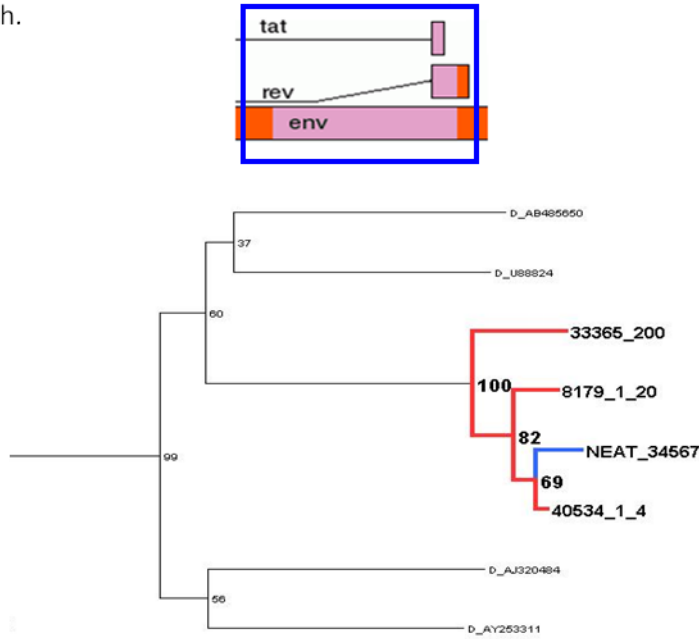 h.
tat
rev
env
D_AB485650
37
D_U88824
60
33365_200
100
8179_1_20
82
NEAT_34567
99
69
40534_1_4
D_AJ320484
56
D_AY253311